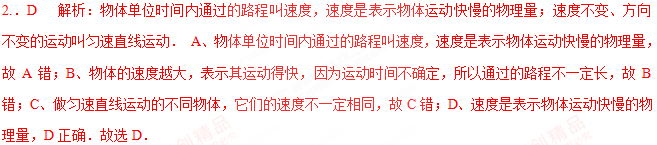 2.．D 解析：物体单位时间内通过的路程叫速度，速度是表示物体运动快慢的物理量；速度不变、方向
不变的运动叫匀速直线运动． A、物体单位时间内通过的路程叫速度，速度是表示物体运动快慢的物理量，
故 A 错；B、物体的速度越大，表示其运动得快，因为运动时间不确定，所以通过的路程不一定长，故 B
错；C、做匀速直线运动的不同物体，它们的速度不一定相同，故 C 错；D、速度是表示物体运动快慢的物
理量，D 正确．故选 D．
创精品